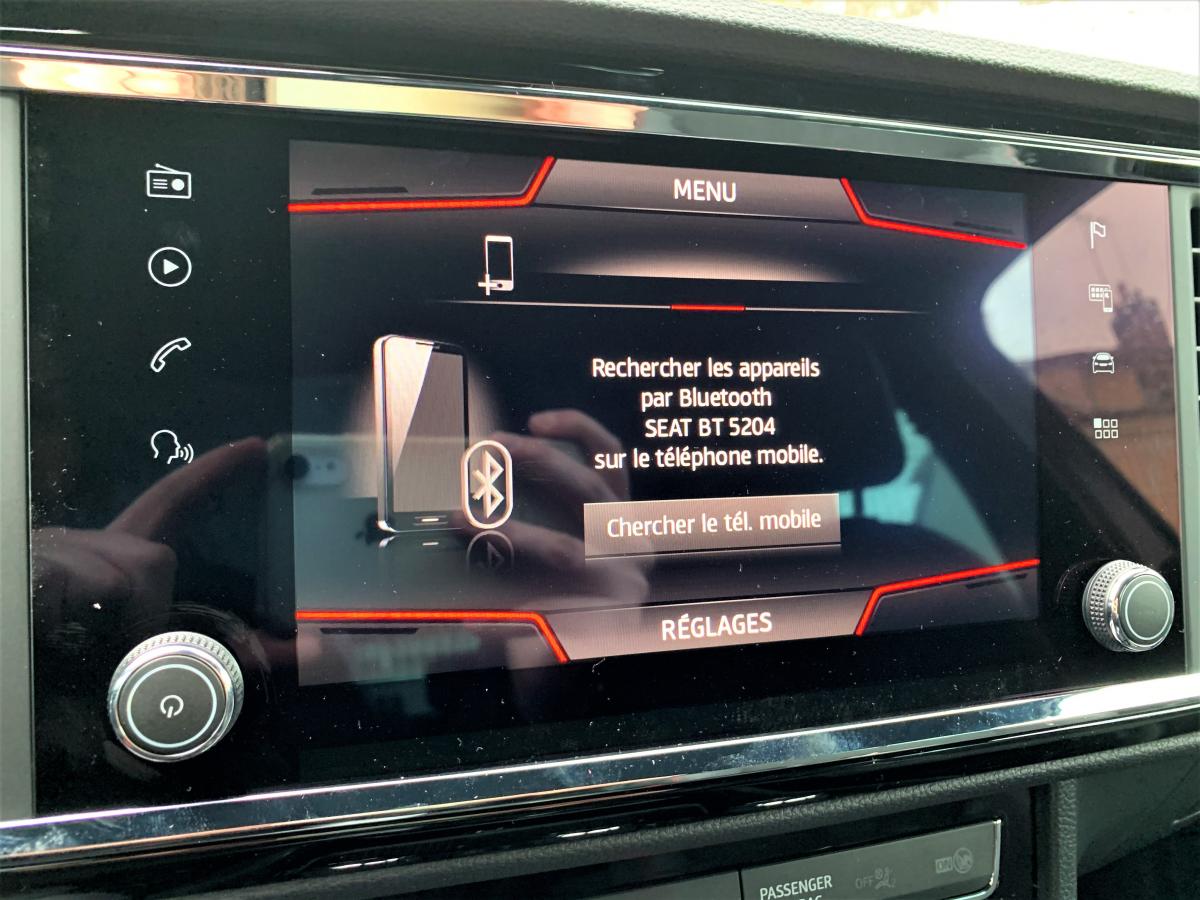 MENU
Rechercher les appareils
par Bluetooth
SEAT BT 5204
sur le téléphone mobile.
Chercher le tél. mobile
RÉGLAGES
PASSENGER
OFF
ON